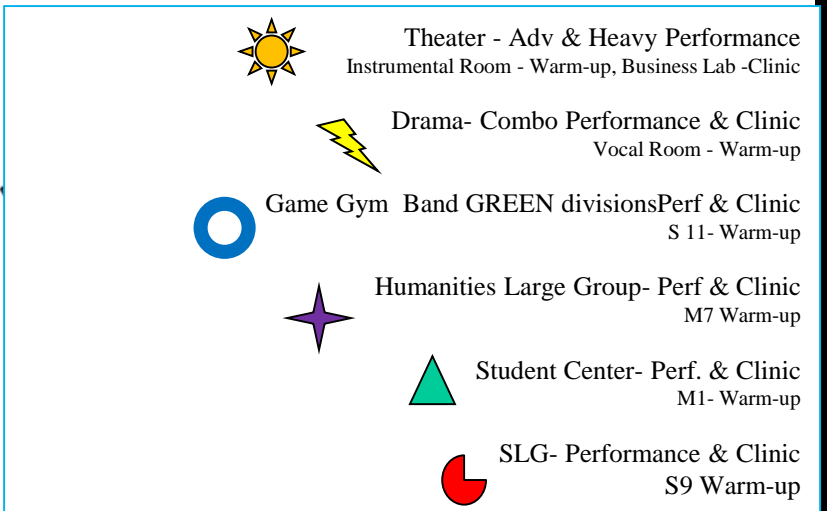 Theater - Adv & Heavy Performance
Instrumental Room - Warm-up, Business Lab -Clinic
Drama- Combo Performance & Clinic
Vocal Room - Warm-up
Game Gym  Band GREEN divisionsPerf & Clinic
S 11- Warm-up
Humanities Large Group- Perf & Clinic
M7 Warm-up
Student Center- Perf. & Clinic
M1- Warm-up
SLG- Performance & Clinic
S9 Warm-up